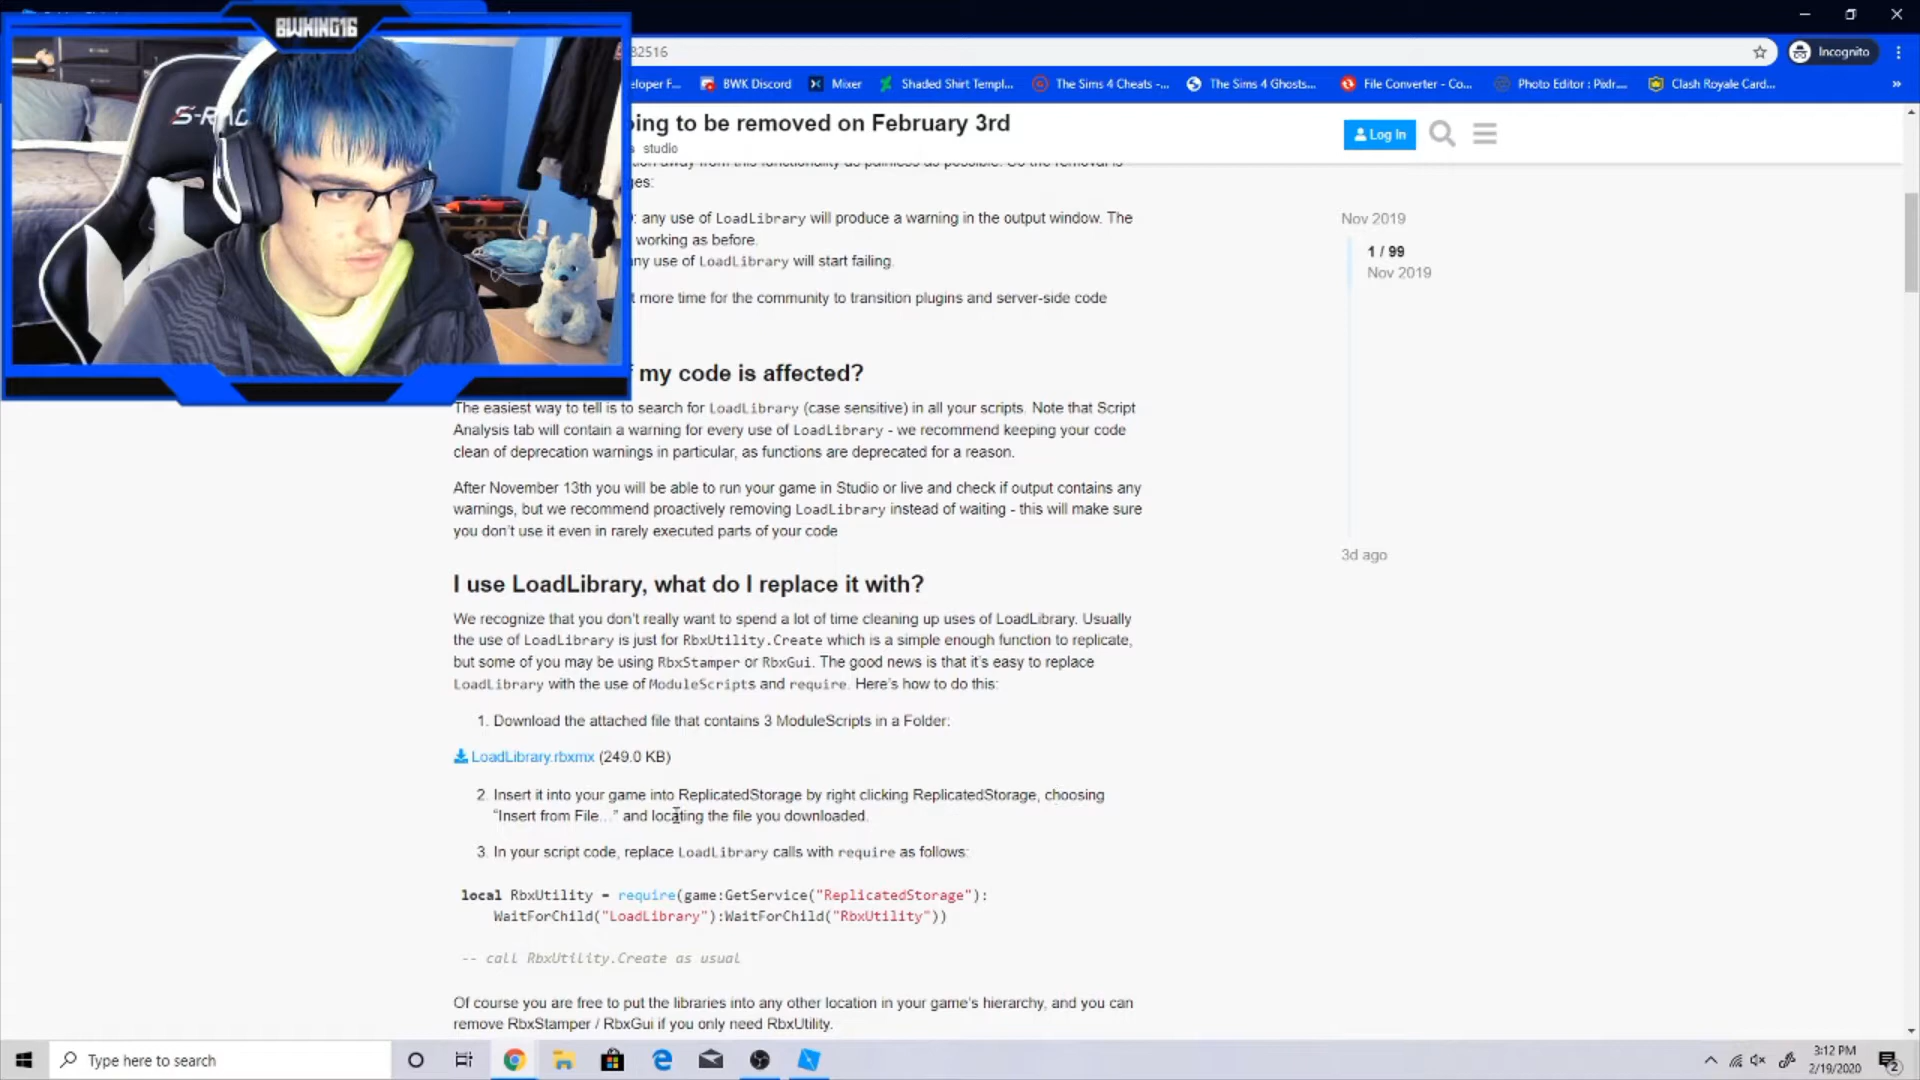 BWKING16
32516
Incognito
eloper F...
BWK Discord
Mixer
Shaded Shirt Templ...
The Sims 4 Cheats -...
The Sims 4 Ghosts...
File Converter - Co...
Photo Editor : Pixlr...
Clash Royale Card...
»
oing to be removed on February 3rd
studio
Log In
ges:
: any use of LoadLibrary will produce a warning in the output window. The
working as before.
ny use of LoadLibrary will start failing.
t more time for the community to transition plugins and server-side code
my code is affected?
The easiest way to tell is to search for LoadLibrary (case sensitive) in all your scripts. Note that Script
Analysis tab will contain a warning for every use of LoadLibrary - we recommend keeping your code
clean of deprecation warnings in particular, as functions are deprecated for a reason.
After November 13th you will be able to run your game in Studio or live and check if output contains any
warnings, but we recommend proactively removing LoadLibrary instead of waiting - this will make sure
you don't use it even in rarely executed parts of your code
I use LoadLibrary, what do I replace it with?
We recognize that you don't really want to spend a lot of time cleaning up uses of LoadLibrary. Usually
the use of LoadLibrary is just for RbxUtility.Create which is a simple enough function to replicate,
but some of you may be using RbxStamper or RbxGui. The good news is that it's easy to replace
LoadLibrary with the use of ModuleScripts and require. Here's how to do this:
1. Download the attached file that contains 3 ModuleScripts in a Folder:
LoadLibrary.rbxmx (249.0 KB)
2. Insert it into your game into ReplicatedStorage by right clicking ReplicatedStorage, choosing
"Insert from File..." and locating the file you downloaded.
3. In your script code, replace LoadLibrary calls with require as follows:
local RbxUtility = require(game:GetService("ReplicatedStorage"):
WaitForChild("LoadLibrary"):WaitForChild("RbxUtility"))
-- call RbxUtility.Create as usual
Of course you are free to put the libraries into any other location in your game's hierarchy, and you can
remove RbxStamper / RbxGui if you only need RbxUtility.
Nov 2019
1 / 99
Nov 2019
3d ago
Type here to search
3:12 PM
2/19/2020
2